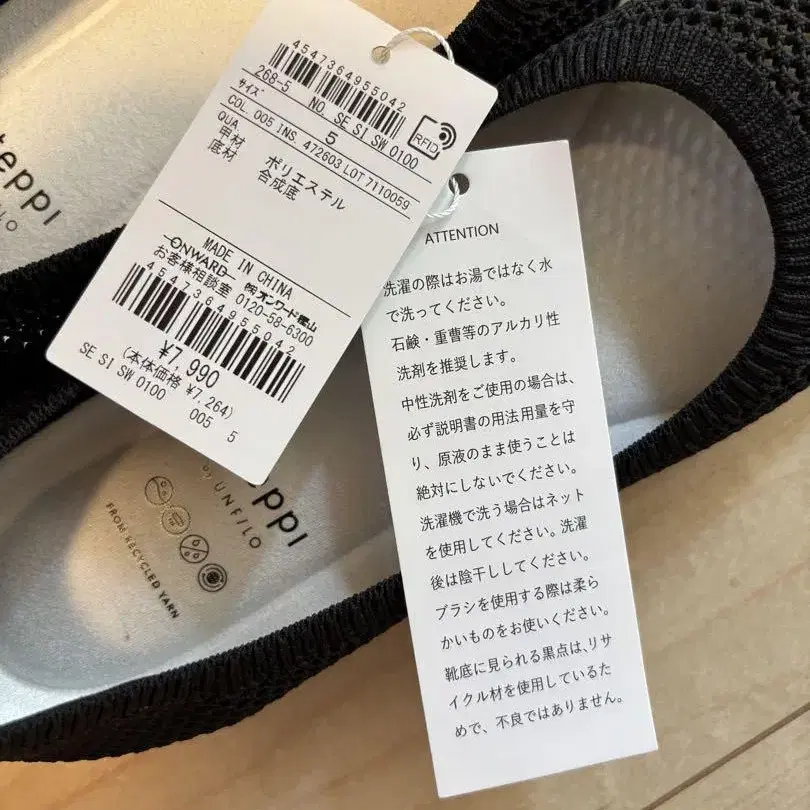 4547364955042
268-5 NO. SE SI SW 0100
サイズ 5
COL. 005 INS. 472603 LOT 7110059
QUA
甲材 ポリエステル
底材 合成底
RFID
MADE IN CHINA
ONWARD ㈱オンワード樫山
お客様相談室 0120-58-6300
4547364955042
¥7,990
(本体価格 ¥7,264)
SE SI SW 0100 005 5
ATTENTION
洗濯の際はお湯ではなく水
で洗ってください。
石鹸・重曹等のアルカリ性
洗剤を推奨します。
中性洗剤をご使用の場合は、
必ず説明書の用法用量を守
り、原液のまま使うことは
絶対にしないでください。
洗濯機で洗う場合はネット
を使用してください。洗濯
後は陰干ししてください。
ブラシを使用する際は柔ら
かいものをお使いください。
靴底に見られる黒点は、リサ
イクル材を使用しているた
めで、不良ではありません。
teppi
FILO
eppi
by UNFILO
FROM RECYCLED YARN